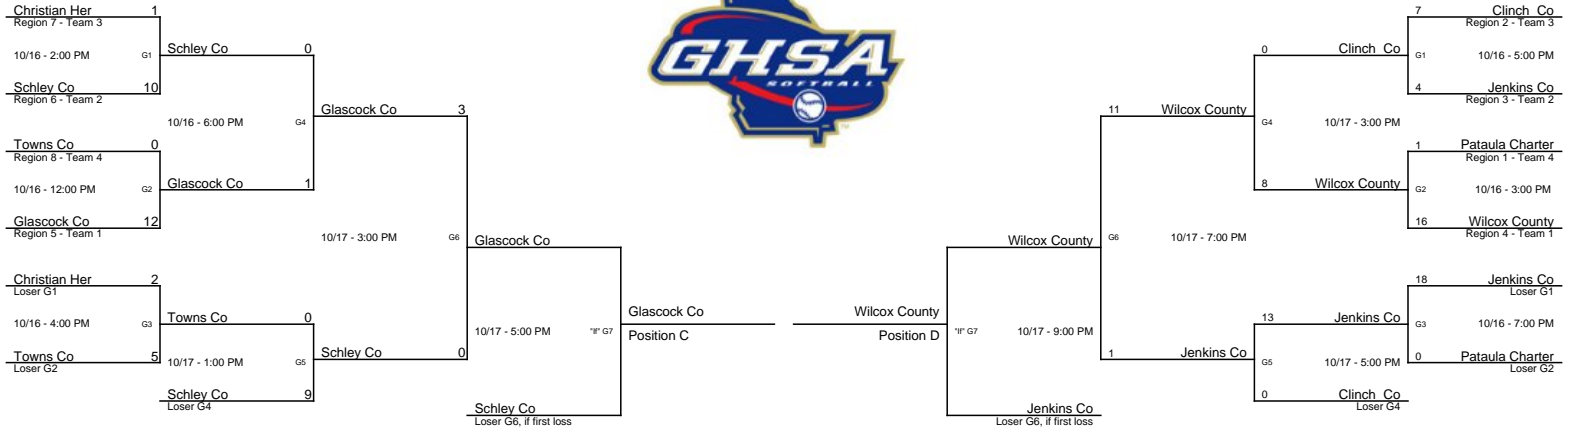 Christian Her 1
Region 7 - Team 3
10/16 - 2:00 PM G1
Schley Co 0
Schley Co 10
Region 6 - Team 2
10/16 - 6:00 PM G4
Glascock Co 3
Towns Co 0
Region 8 - Team 4
10/16 - 12:00 PM G2
Glascock Co 1
Glascock Co 12
Region 5 - Team 1
10/17 - 3:00 PM G6
Glascock Co
Christian Her 2
Loser G1
10/16 - 4:00 PM G3
Towns Co 0
Towns Co 5
Loser G2
10/17 - 1:00 PM G5
Schley Co 0
Schley Co 9
Loser G4
10/17 - 5:00 PM "If" G7
Glascock Co
Position C
Schley Co
Loser G6, if first loss
GHSA
SOFTBALL
TM
7 Clinch Co
Region 2 - Team 3
G1 10/16 - 5:00 PM
0 Clinch Co
4 Jenkins Co
Region 3 - Team 2
11 Wilcox County
G4 10/17 - 3:00 PM
1 Pataula Charter
Region 1 - Team 4
G2 10/16 - 3:00 PM
8 Wilcox County
16 Wilcox County
Region 4 - Team 1
Wilcox County
G6 10/17 - 7:00 PM
18 Jenkins Co
Loser G1
G3 10/16 - 7:00 PM
13 Jenkins Co
0 Pataula Charter
Loser G2
1 Jenkins Co
G5 10/17 - 5:00 PM
0 Clinch Co
Loser G4
Wilcox County
Position D
"If" G7 10/17 - 9:00 PM
Jenkins Co
Loser G6, if first loss